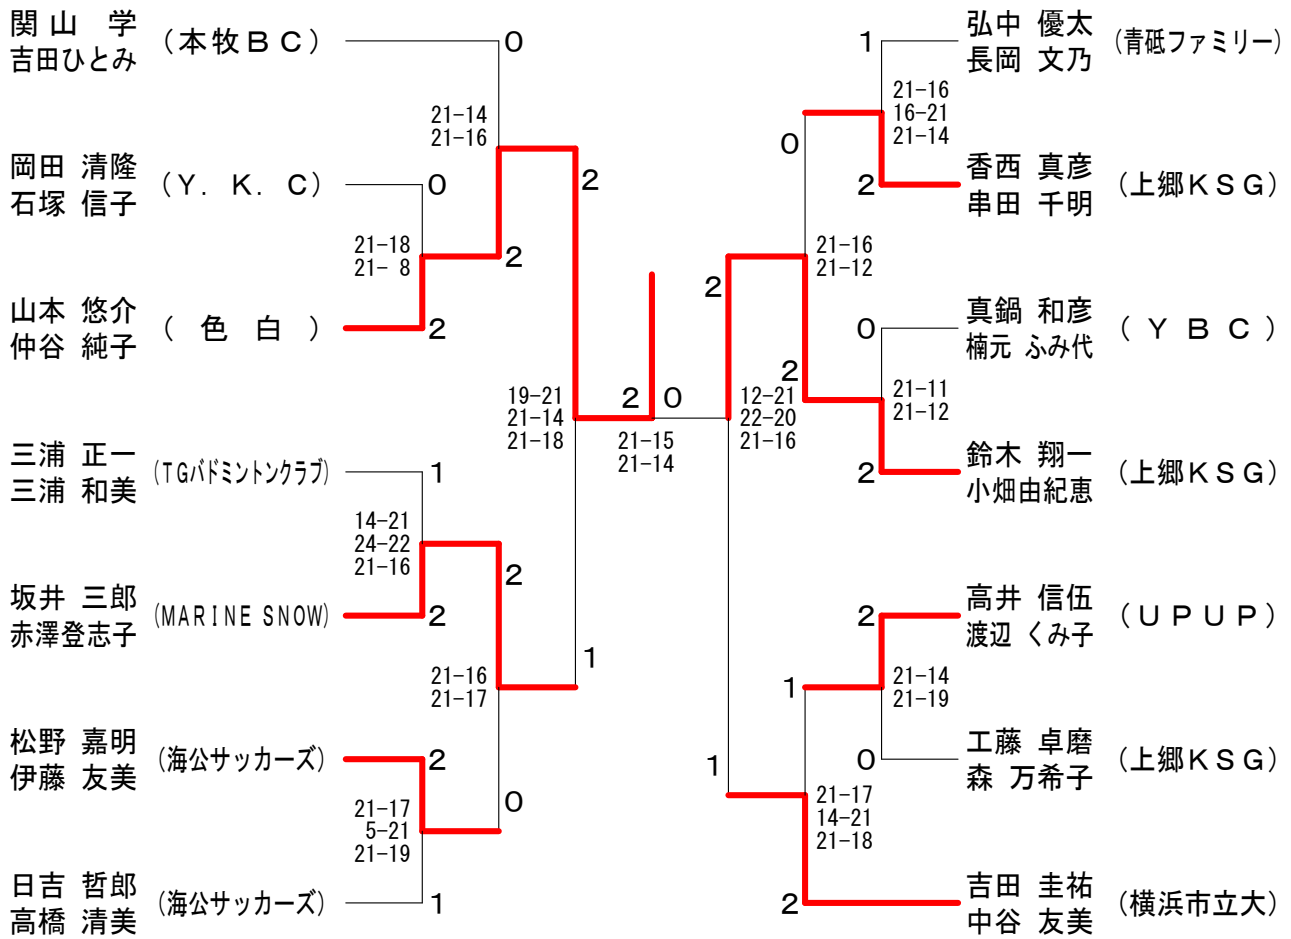 関山 学
吉田ひとみ
(本牧BC)
0
21-14
21-16
岡田 清隆
石塚 信子
(Y. K. C)
0
2
21-18
21- 8
2
山本 悠介
仲谷 純子
(色白)
2
19-21
21-14
21-18
三浦 正一
三浦 和美
(TGバドミントンクラブ)
1
14-21
24-22
21-16
2
坂井 三郎
赤澤登志子
(MARINE SNOW)
2
21-16
21-17
1
松野 嘉明
伊藤 友美
(海公サッカーズ)
2
21-17
5-21
21-19
0
日吉 哲郎
高橋 清美
(海公サッカーズ)
1
2 0
21-15
21-14
弘中 優太
長岡 文乃
(青砥ファミリー)
1
21-16
16-21
21-14
0
香西 真彦
串田 千明
(上郷KSG)
2
21-16
21-12
2
真鍋 和彦
楠元 ふみ代
(YBC)
0
21-11
21-12
2
12-21
22-20
21-16
鈴木 翔一
小畑由紀恵
(上郷KSG)
2
高井 信伍
渡辺 くみ子
(UPUP)
2
21-14
21-19
1
工藤 卓磨
森 万希子
(上郷KSG)
0
1
21-17
14-21
21-18
吉田 圭祐
中谷 友美
(横浜市立大)
2